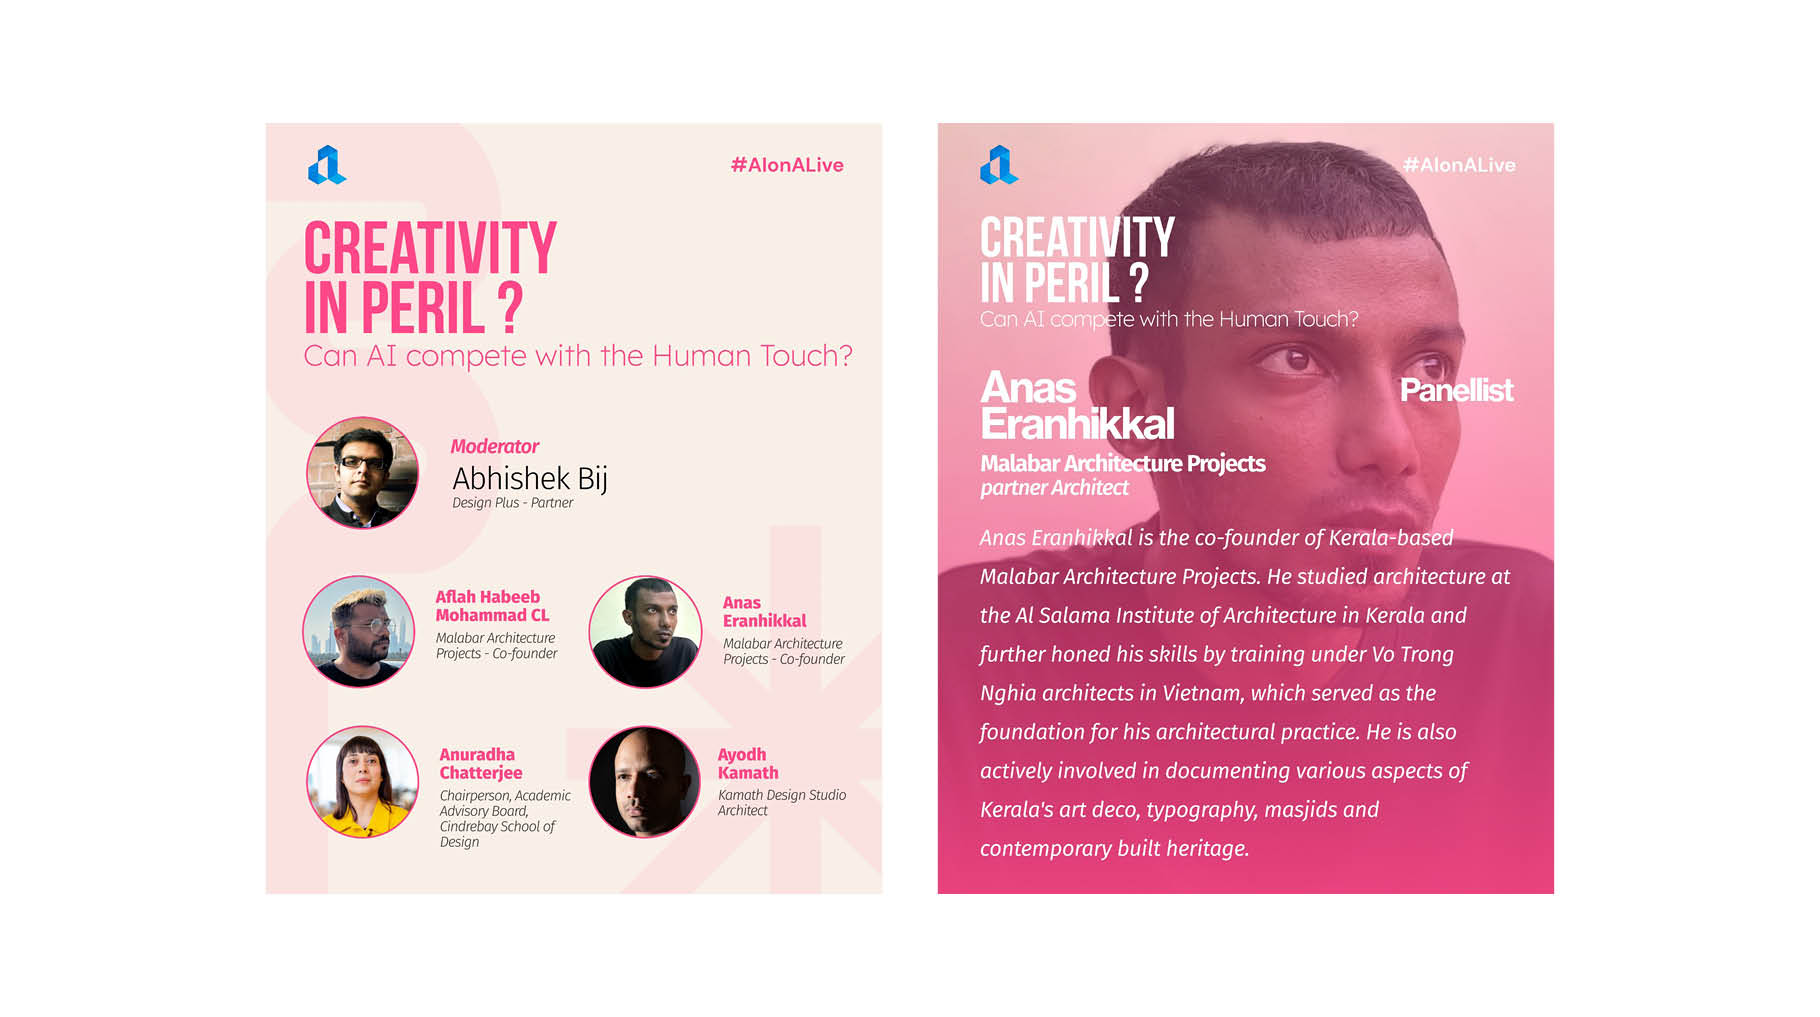 #AIonALive
CREATIVITY
IN PERIL ?
Can AI compete with the Human Touch?
Moderator
Abhishek Bij
Design Plus - Partner
Aflah Habeeb
Mohammad CL
Malabar Architecture
Projects - Co-founder
Anas
Eranhikkal
Malabar Architecture
Projects - Co-founder
Anuradha
Chatterjee
Chairperson, Academic
Advisory Board,
Cindrebay School of
Design
Ayodh
Kamath
Kamath Design Studio
Architect
#AIonALive
CREATIVITY
IN PERIL ?
Can AI compete with the Human Touch?
Anas
Eranhikkal
Panellist
Malabar Architecture Projects
partner Architect
Anas Eranhikkal is the co-founder of Kerala-based
Malabar Architecture Projects. He studied architecture at
the Al Salama Institute of Architecture in Kerala and
further honed his skills by training under Vo Trong
Nghia architects in Vietnam, which served as the
foundation for his architectural practice. He is also
actively involved in documenting various aspects of
Kerala's art deco, typography, masjids and
contemporary built heritage.